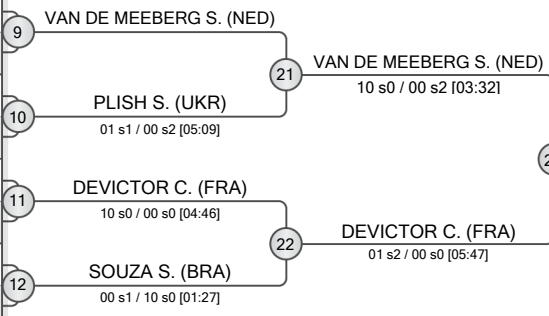 9
VAN DE MEEBERG S. (NED)
21
VAN DE MEEBERG S. (NED)
10 s0 / 00 s2 [03:32]
10
PLISH S. (UKR)
01 s1 / 00 s2 [05:09]
11
DEVICTOR C. (FRA)
10 s0 / 00 s0 [04:46]
22
DEVICTOR C. (FRA)
01 s2 / 00 s0 [05:47]
12
SOUZA S. (BRA)
00 s1 / 10 s0 [01:27]